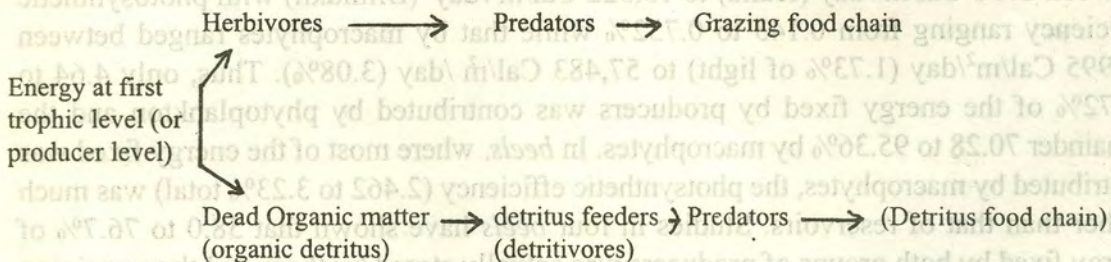 Herbivores → Predators → Grazing food chain
Energy at first
trophic level (or
producer level)
Dead Organic matter → detritus feeders → Predators → (Detritus food chain)
(organic detritus) (detritivores)